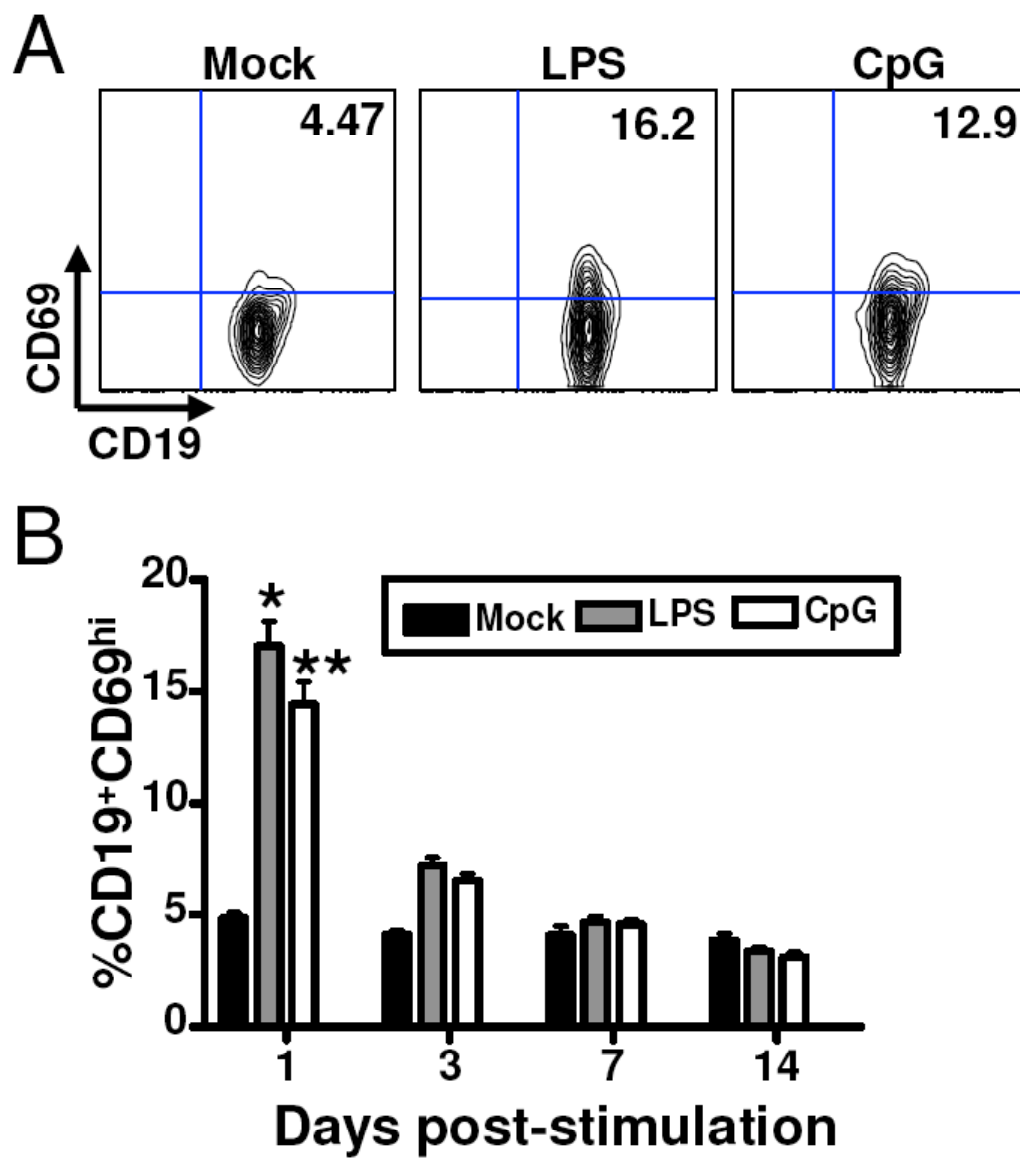 A
Mock LPS CpG
4.47 16.2 12.9
CD69
CD19
B
20
15
10
5
0
%CD19⁺CD69ʰⁱ
* **
Mock LPS CpG
1 3 7 14
Days post-stimulation